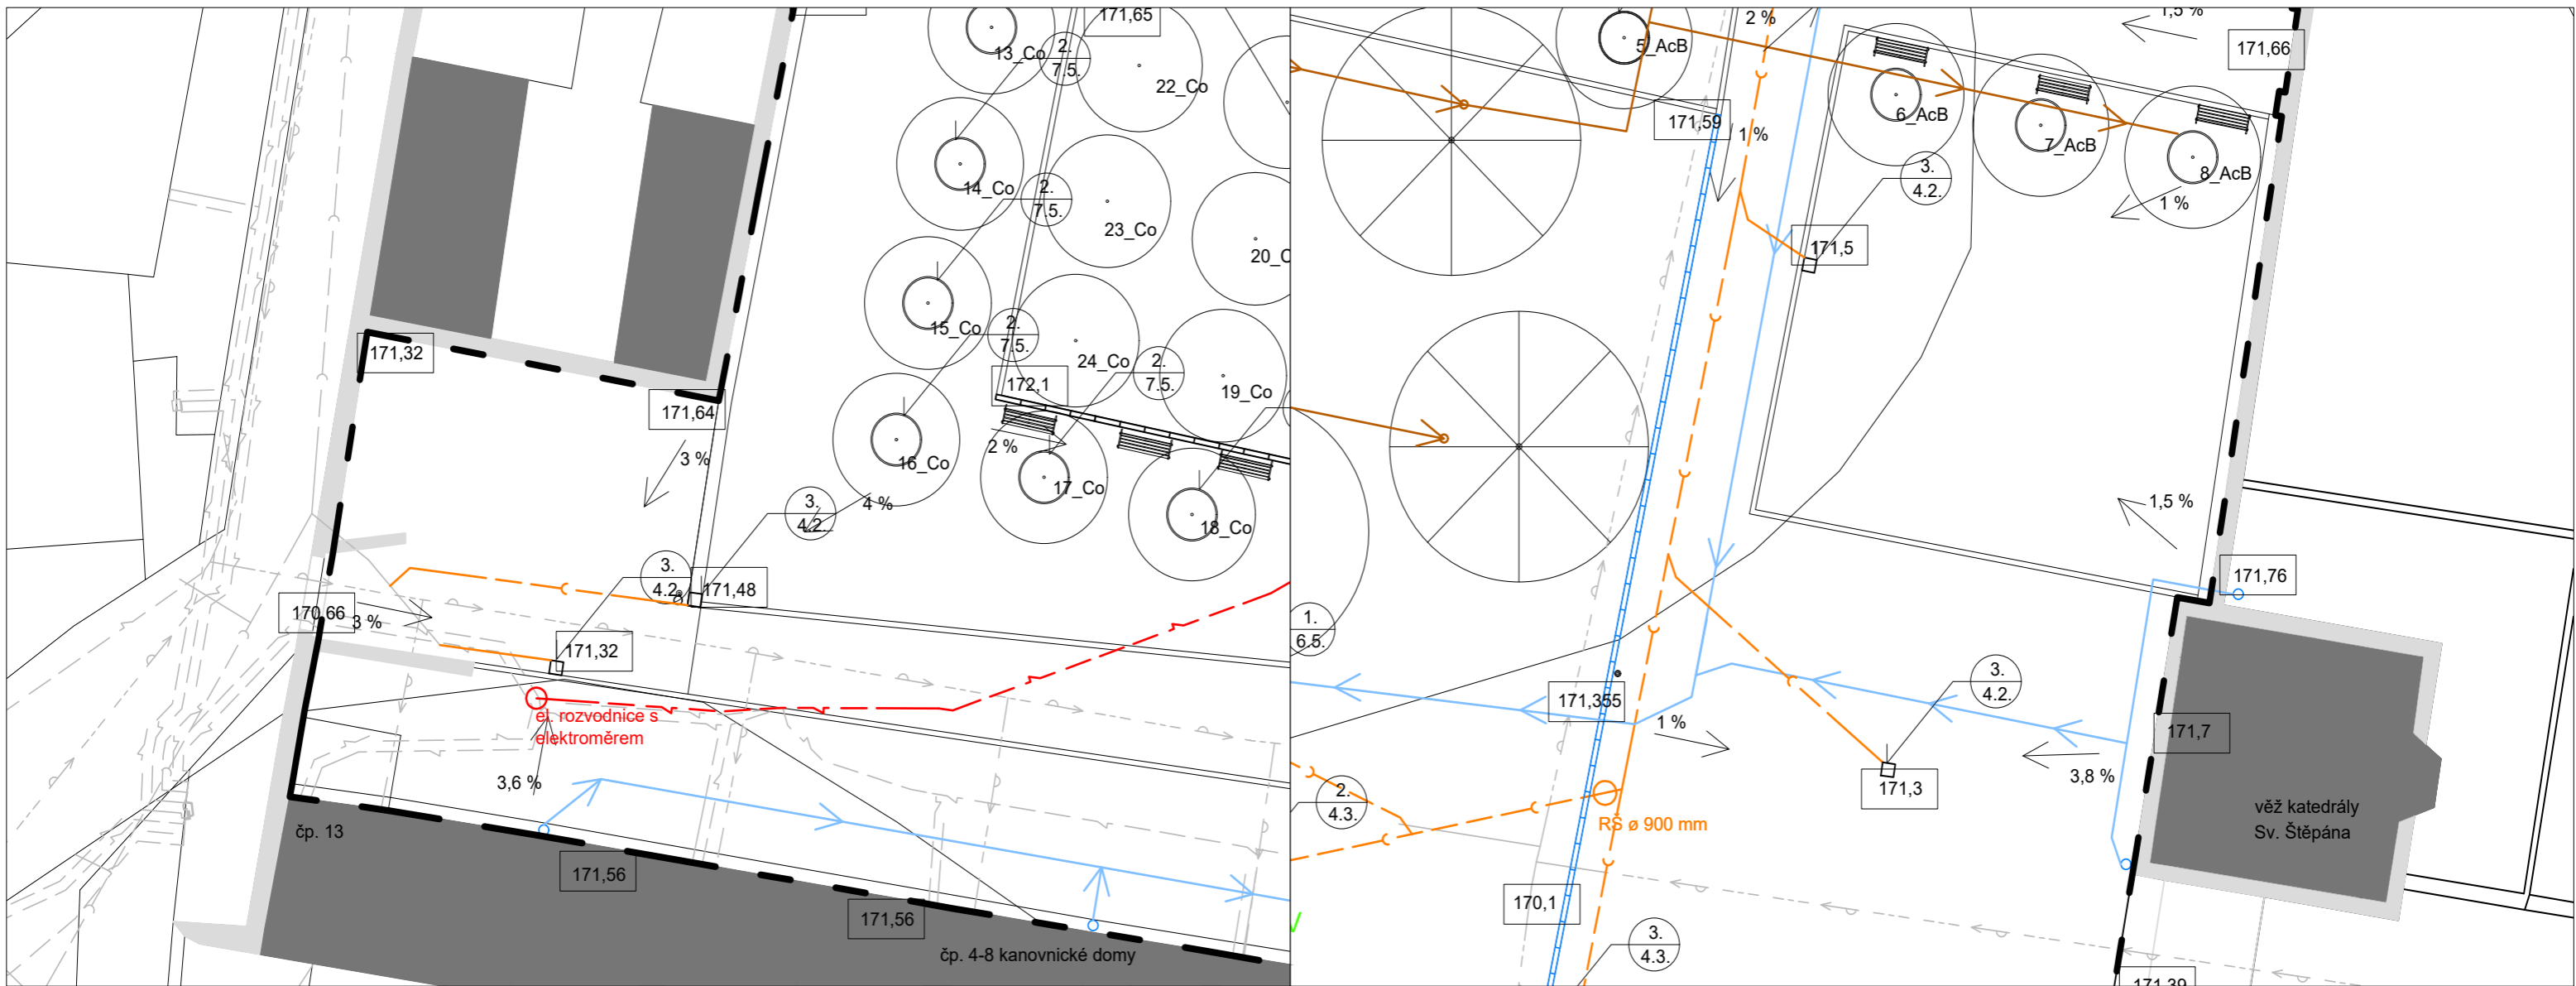 171,65
13_Co
2.
7.5.
22_Co
14_Co
2.
7.5.
23_Co
15_Co
2.
7.5.
24_Co
2.
7.5.
172,1
19_Co
171,32
171,64
3 %
16_Co
2 %
17_Co
4 %
18_Co
3.
4.2.
3.
4.2.
171,48
170,66
3 %
171,32
el. rozvodnice s
elektroměrem
3,6 %
čp. 13
171,56
171,56
čp. 4-8 kanovnické domy
2 %
1,5 %
171,66
5_AcB
171,59
1 %
6_AcB
7_AcB
8_AcB
3.
4.2.
1 %
171,5
1,5 %
171,76
1.
6.5.
171,355
1 %
3.
4.2.
171,7
3,8 %
171,3
2.
4.3.
RŠ ø 900 mm
věž katedrály
Sv. Štěpána
170,1
3.
4.3.
171,39